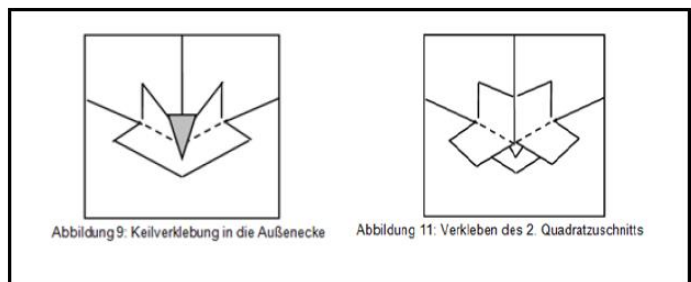 Abbildung 9: Keilverklebung in die Außenecke
Abbildung 11: Verkleben des 2. Quadratzuschnitts